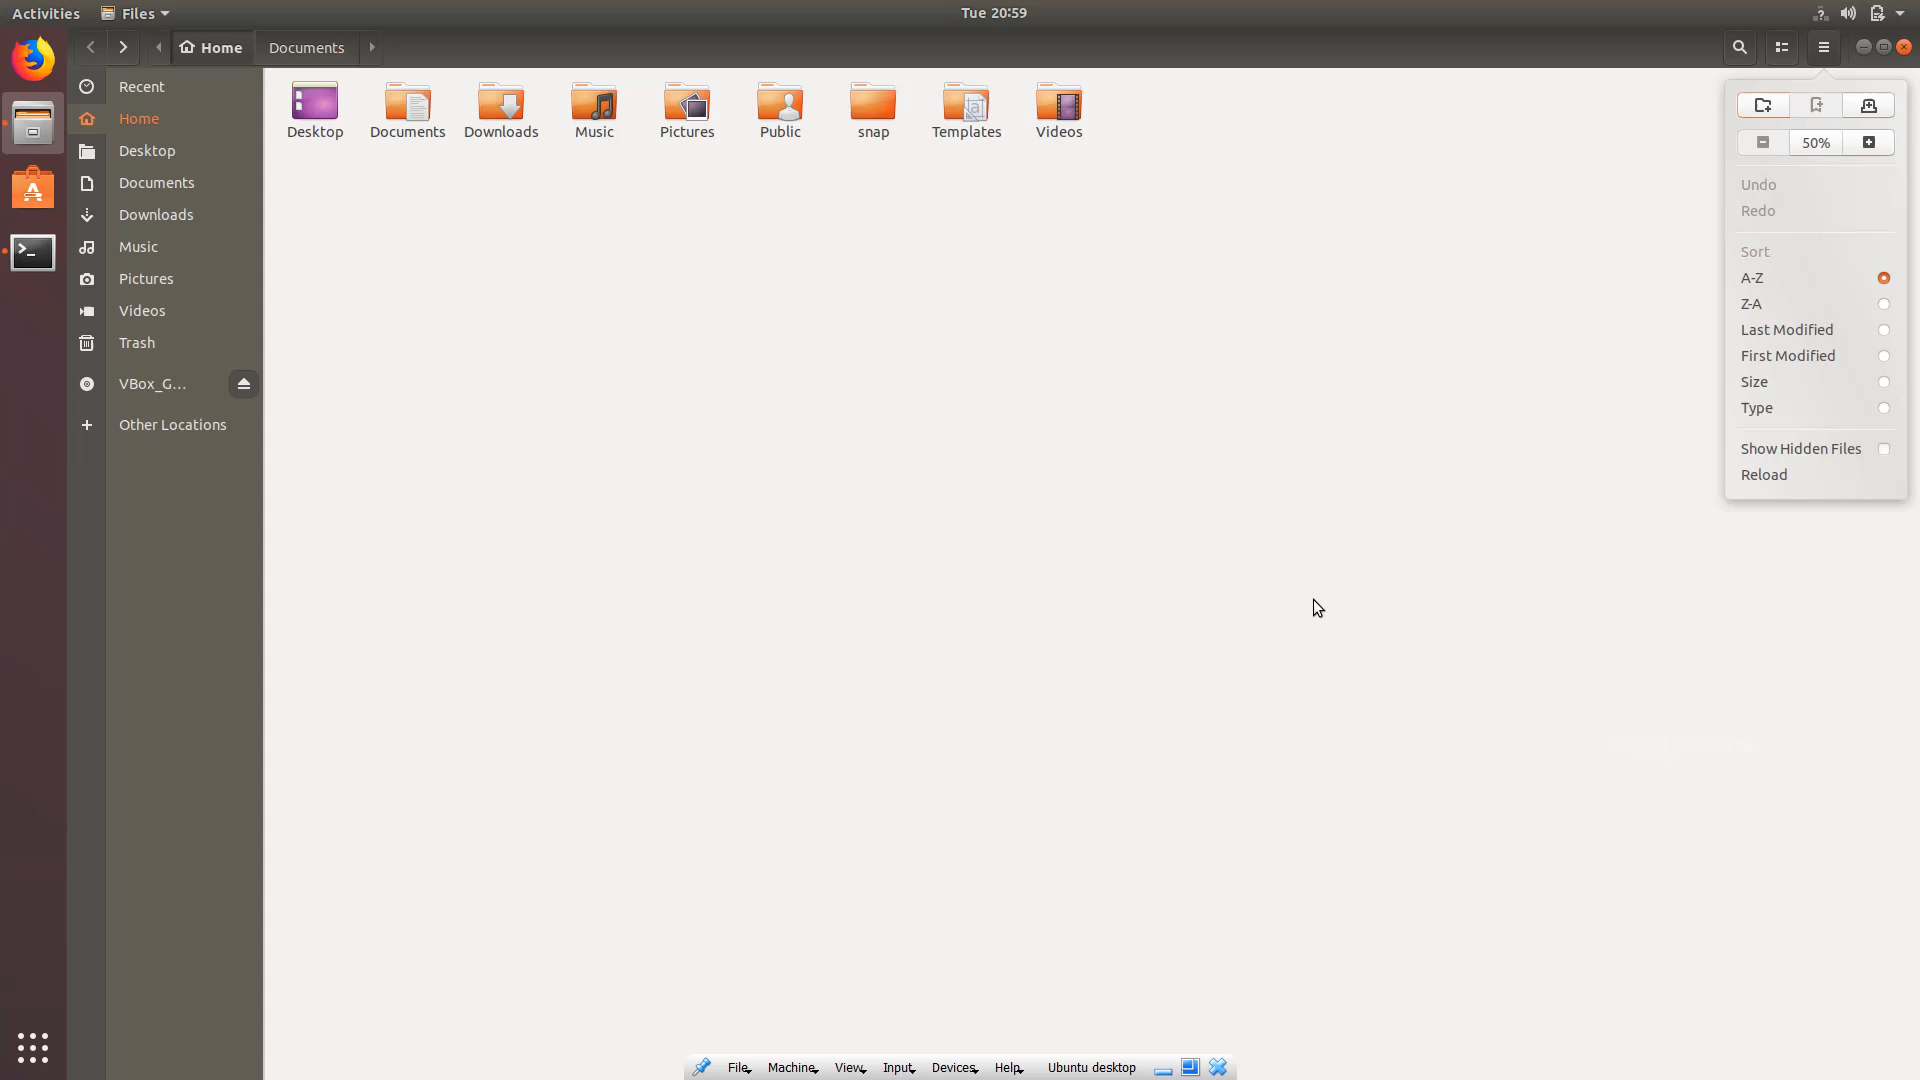 Activities Files Tue 20:59
Home Documents
Recent
Home
Desktop
Documents
Downloads
Music
Pictures
Videos
Trash
VBox_G...
Other Locations
Desktop Documents Downloads Music Pictures Public snap Templates Videos
50%
Undo
Redo
Sort
A-Z
Z-A
Last Modified
First Modified
Size
Type
Show Hidden Files
Reload
File Machine View Input Devices Help Ubuntu desktop